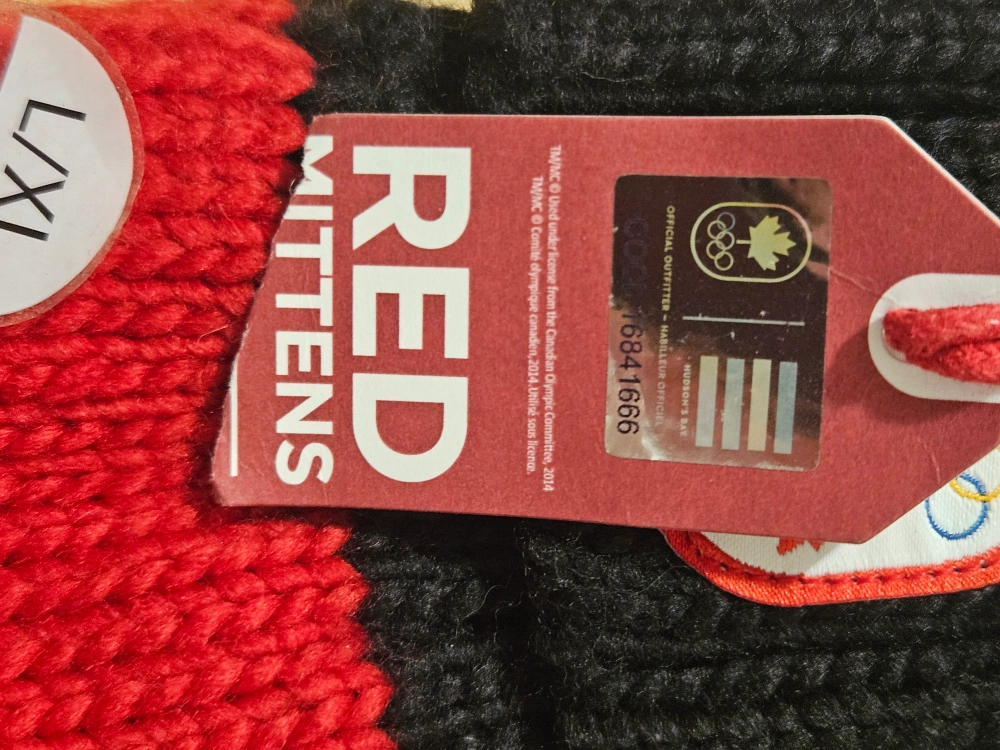 L/XL
RED
MITTENS
TM/MC © Used under license from the Canadian Olympic Committee, 2014
TM/MC © Comité olympique canadien, 2014. Utilisé sous licence.
OFFICIAL OUTFITTER – HABILLEUR OFFICIEL
HUDSON'S BAY
16841666